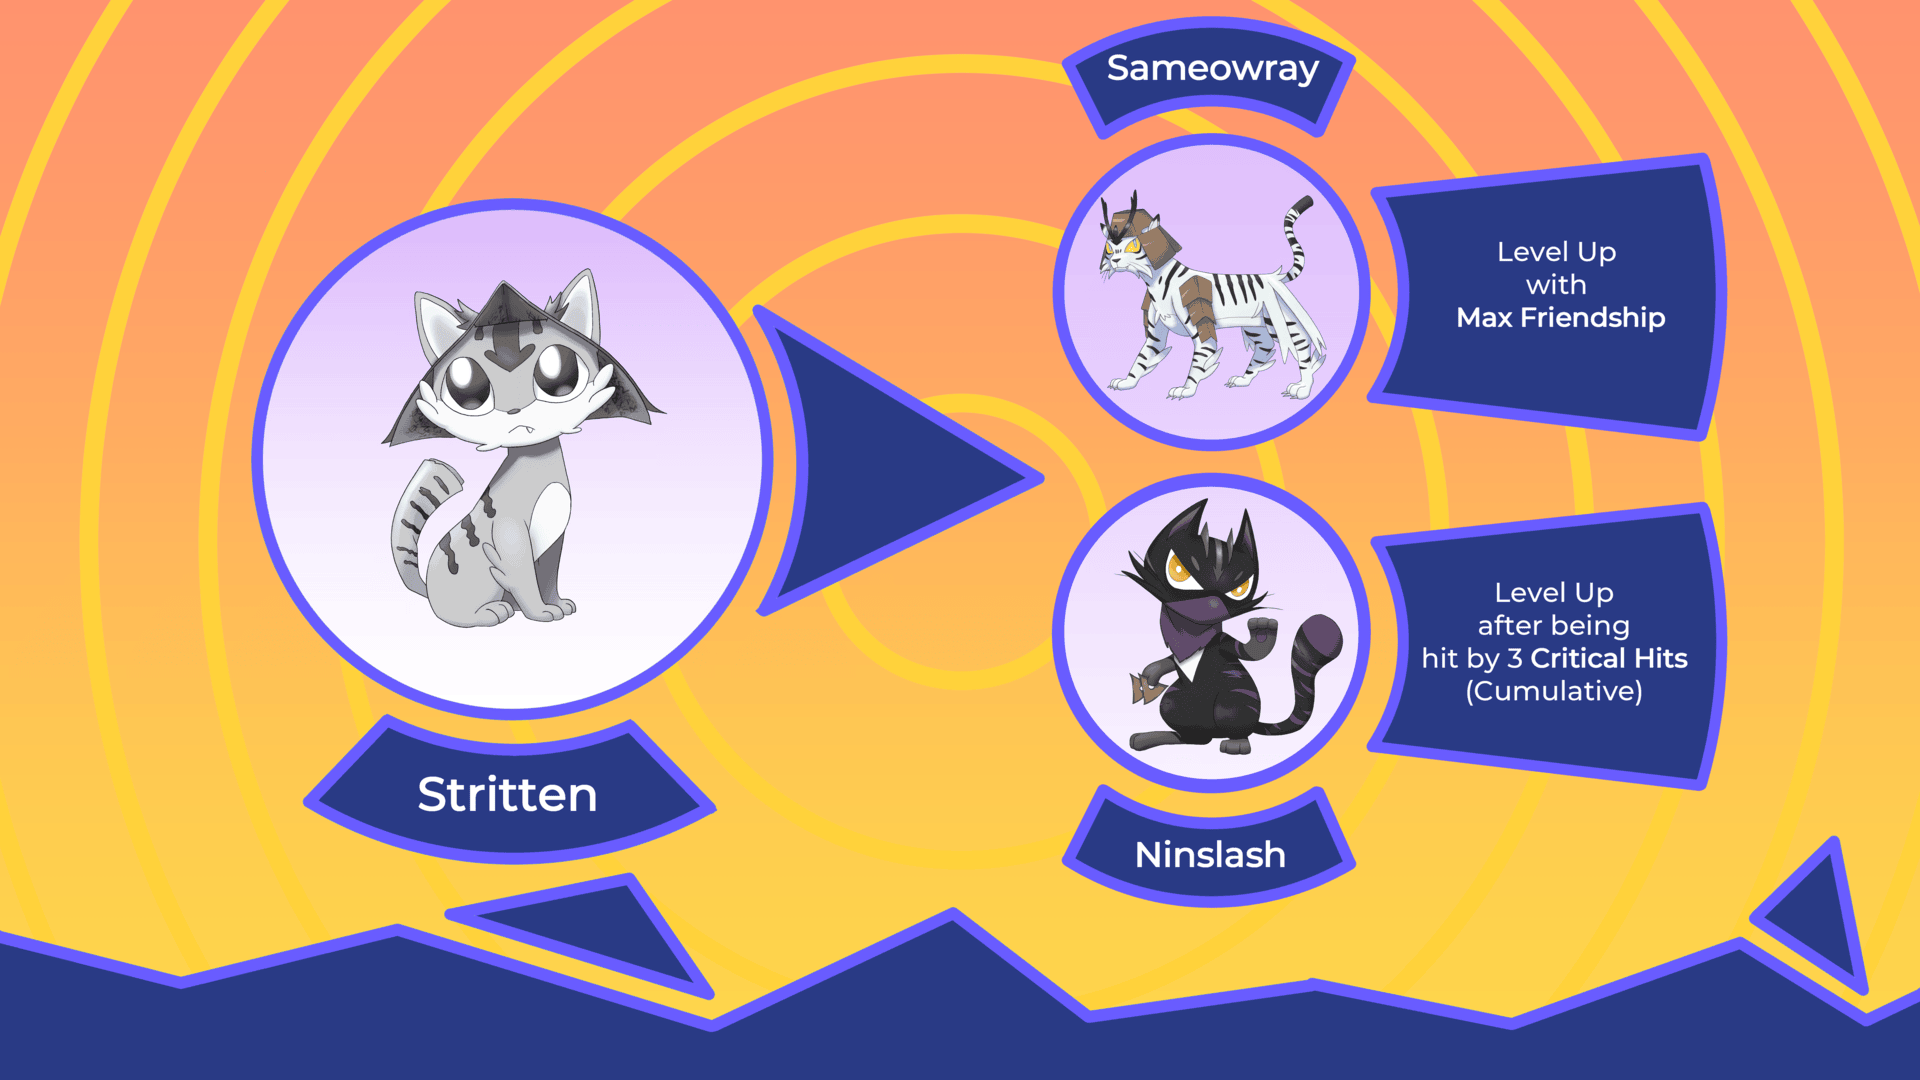 Sameowray
Level Up
with
Max Friendship
Stritten
Level Up
after being
hit by 3 Critical Hits
(Cumulative)
Ninslash